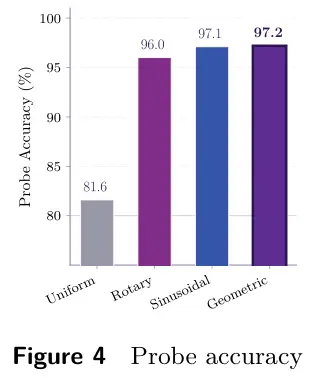 100
95
90
85
80
Probe Accuracy (%)
81.6
96.0
97.1
97.2
Uniform
Rotary
Sinusoidal
Geometric
Figure 4 Probe accuracy